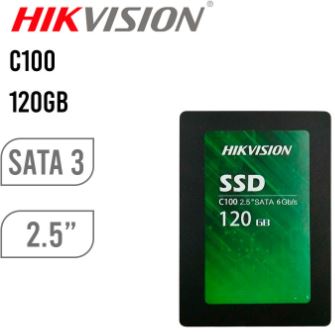 HIKVISION®
C100
120GB
SATA 3
2.5”
HIKVISION
SSD
C100 2.5"SATA 6Gb/s
120 GB